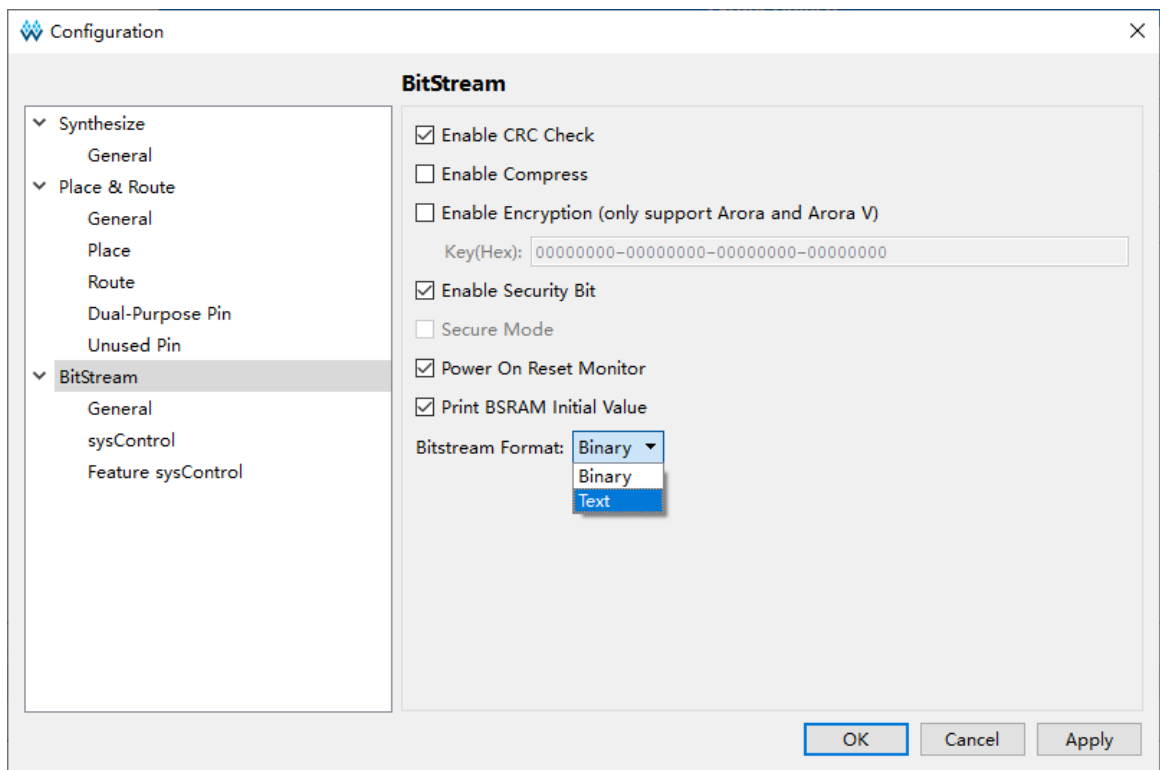 Configuration
BitStream
Synthesize
General
Place & Route
General
Place
Route
Dual-Purpose Pin
Unused Pin
BitStream
General
sysControl
Feature sysControl
Enable CRC Check
Enable Compress
Enable Encryption (only support Arora and Arora V)
Key(Hex): 00000000-00000000-00000000-00000000
Enable Security Bit
Secure Mode
Power On Reset Monitor
Print BSRAM Initial Value
Bitstream Format: Binary
Binary
Text
OK Cancel Apply